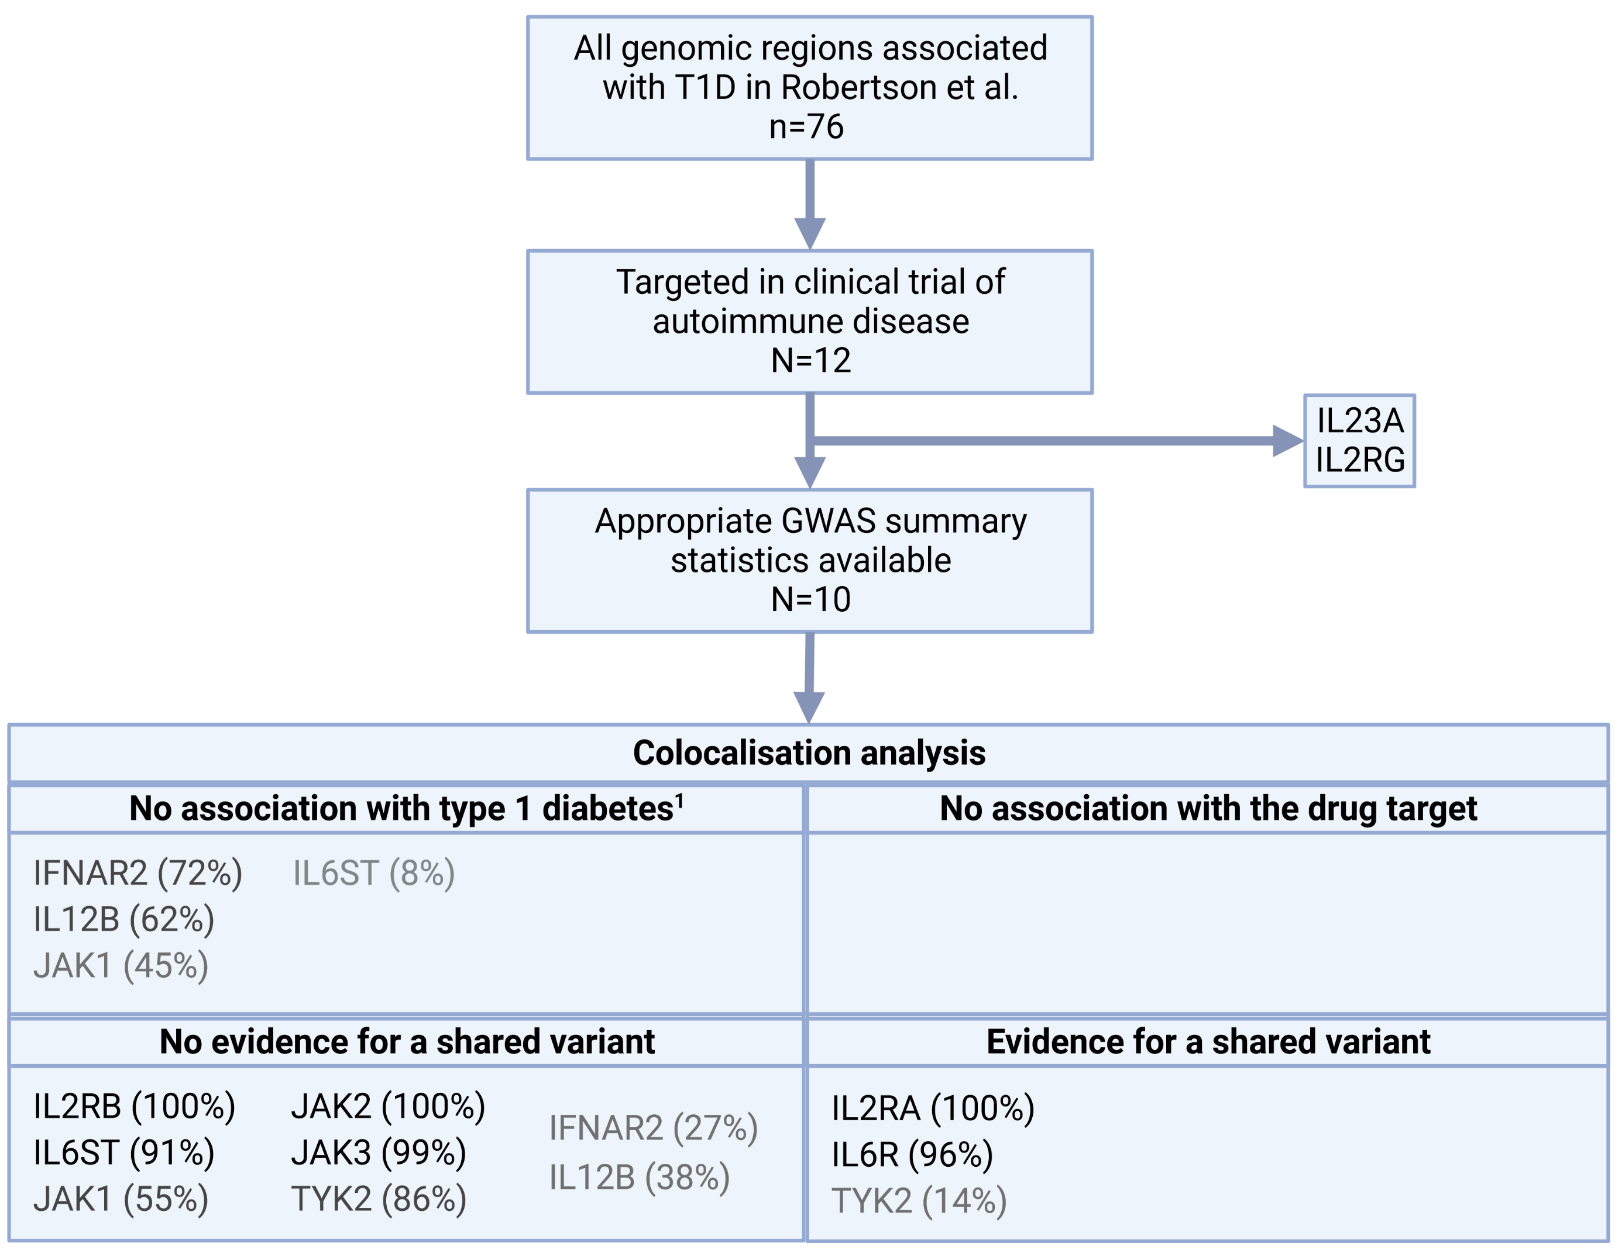 All genomic regions associated
with T1D in Robertson et al.
n=76
Targeted in clinical trial of
autoimmune disease
N=12
IL23A
IL2RG
Appropriate GWAS summary
statistics available
N=10
Colocalisation analysis
No association with type 1 diabetes¹
IFNAR2 (72%) IL6ST (8%)
IL12B (62%)
JAK1 (45%)
No association with the drug target
No evidence for a shared variant
IL2RB (100%) JAK2 (100%) IFNAR2 (27%)
IL6ST (91%) JAK3 (99%) IL12B (38%)
JAK1 (55%) TYK2 (86%)
Evidence for a shared variant
IL2RA (100%)
IL6R (96%)
TYK2 (14%)